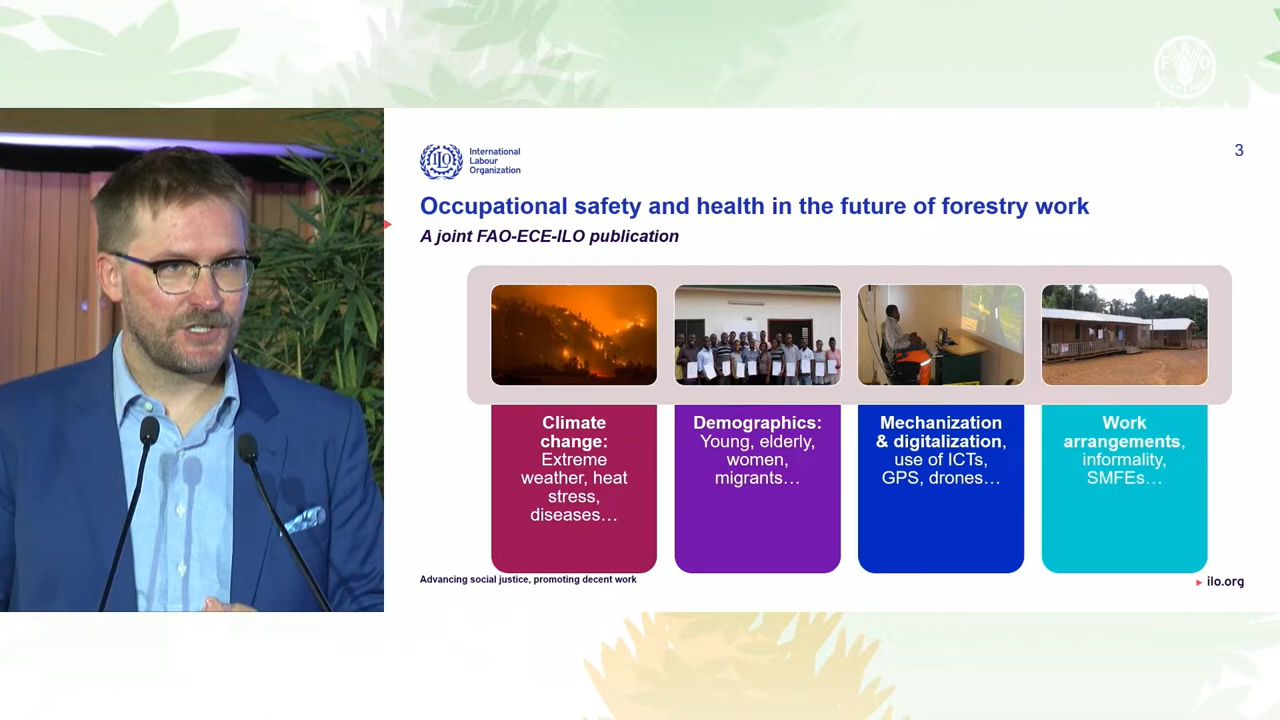 F A O
ILO
International
Labour
Organization
3
Occupational safety and health in the future of forestry work
A joint FAO-ECE-ILO publication
Climate
change:
Extreme
weather, heat
stress,
diseases…
Demographics:
Young, elderly,
women,
migrants…
Mechanization
& digitalization,
use of ICTs,
GPS, drones…
Work
arrangements,
informality,
SMFEs…
Advancing social justice, promoting decent work
ilo.org